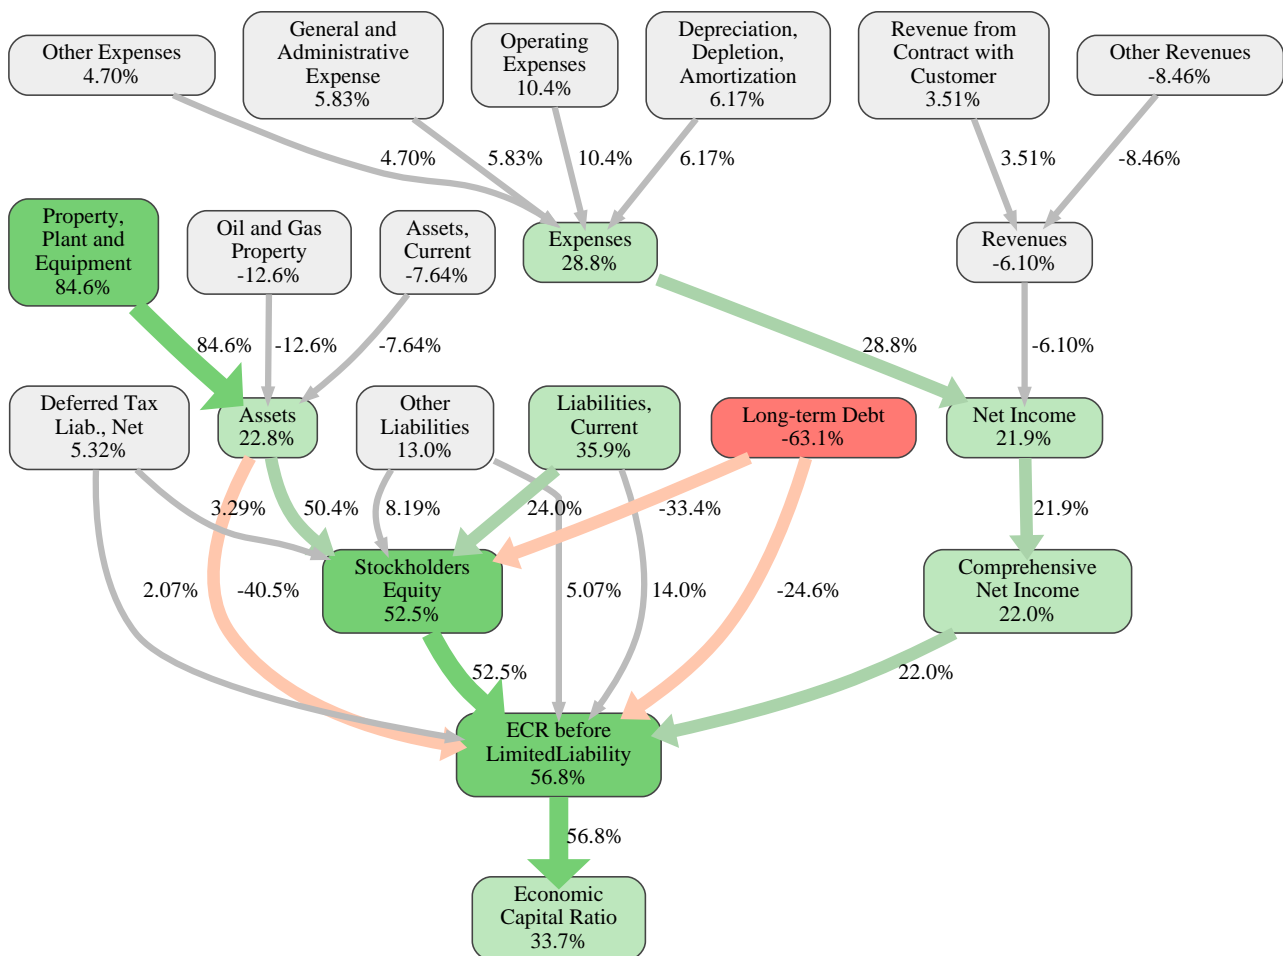 Other Expenses
4.70%
General and
Administrative
Expense
5.83%
Operating
Expenses
10.4%
Depreciation,
Depletion,
Amortization
6.17%
Revenue from
Contract with
Customer
3.51%
Other Revenues
-8.46%
4.70%
5.83%
10.4%
6.17%
3.51%
-8.46%
Property,
Plant and
Equipment
84.6%
Oil and Gas
Property
-12.6%
Assets,
Current
-7.64%
Expenses
28.8%
Revenues
-6.10%
84.6%
-12.6%
-7.64%
28.8%
-6.10%
Deferred Tax
Liab., Net
5.32%
Assets
22.8%
Other
Liabilities
13.0%
Liabilities,
Current
35.9%
Long-term Debt
-63.1%
Net Income
21.9%
3.29%
50.4%
8.19%
24.0%
-33.4%
21.9%
Stockholders
Equity
52.5%
Comprehensive
Net Income
22.0%
2.07%
-40.5%
5.07%
14.0%
-24.6%
52.5%
22.0%
ECR before
LimitedLiability
56.8%
56.8%
Economic
Capital Ratio
33.7%